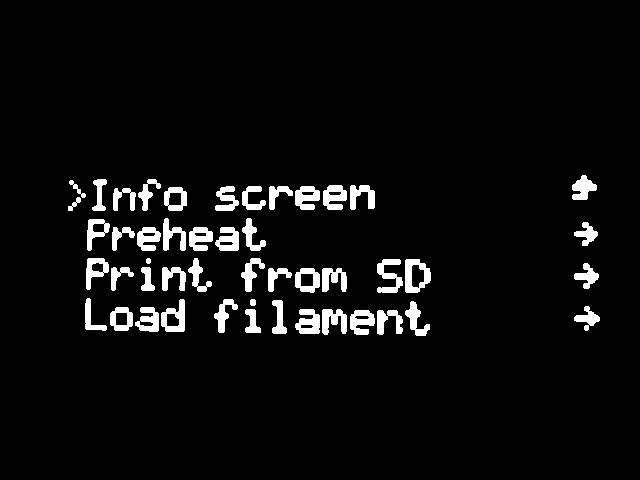 >Info screen
Preheat →
Print from SD →
Load filament →